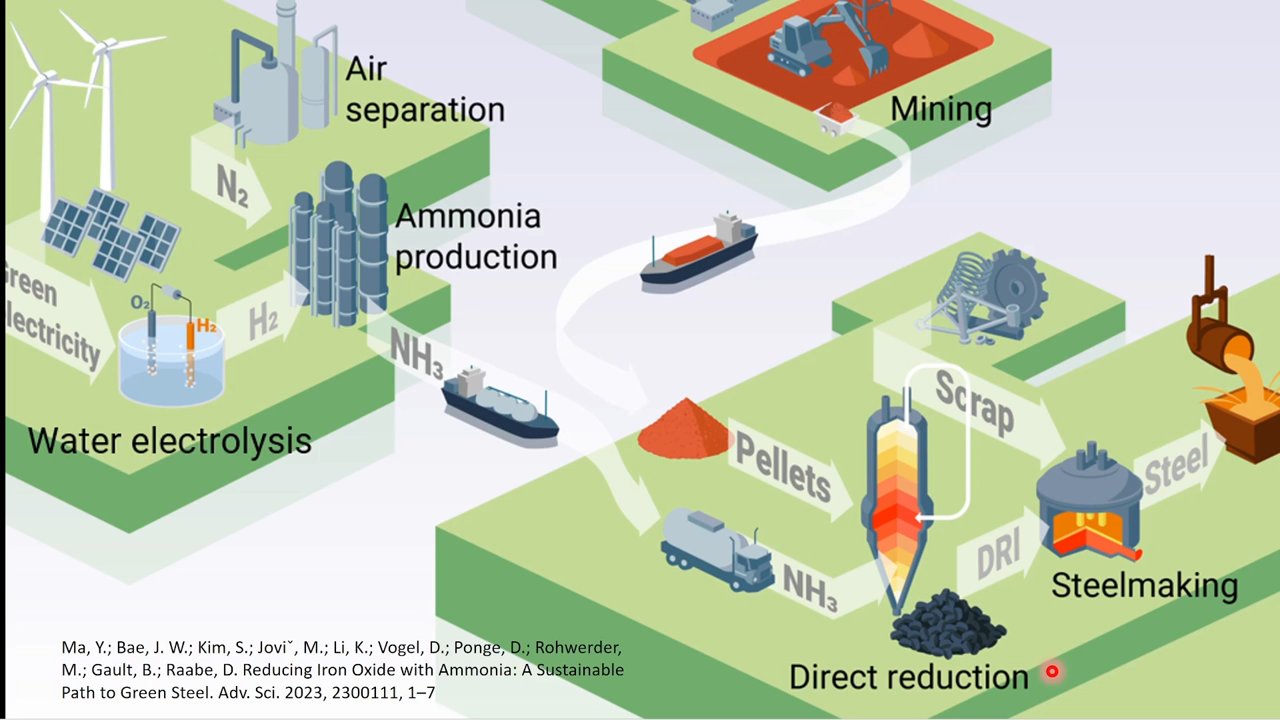 Air
separation
Mining
N₂
Ammonia
production
Green
electricity
O₂
H₂
H₂
NH₃
Water electrolysis
Scrap
Pellets
Steel
NH₃
DRI
Steelmaking
Direct reduction
Ma, Y.; Bae, J. W.; Kim, S.; Joviˇ, M.; Li, K.; Vogel, D.; Ponge, D.; Rohwerder,
M.; Gault, B.; Raabe, D. Reducing Iron Oxide with Ammonia: A Sustainable
Path to Green Steel. Adv. Sci. 2023, 2300111, 1–7